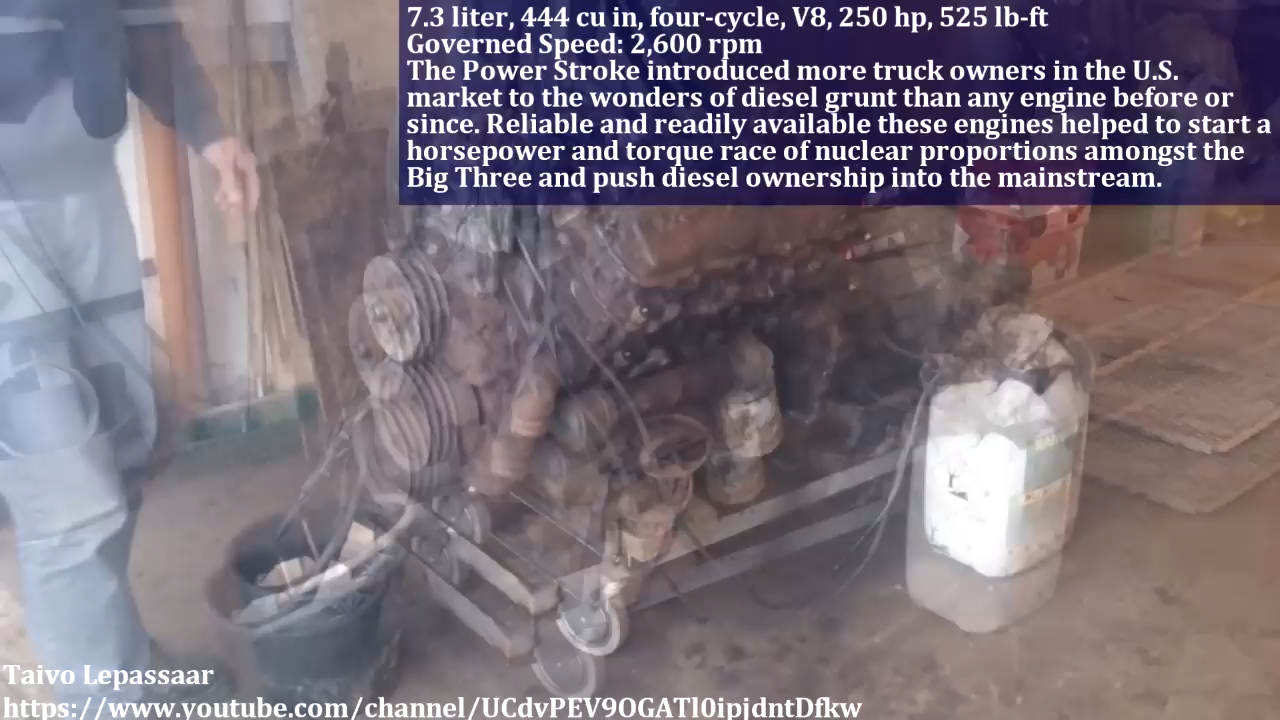 7.3 liter, 444 cu in, four-cycle, V8, 250 hp, 525 lb-ft
Governed Speed: 2,600 rpm
The Power Stroke introduced more truck owners in the U.S.
market to the wonders of diesel grunt than any engine before or
since. Reliable and readily available these engines helped to start a
horsepower and torque race of nuclear proportions amongst the
Big Three and push diesel ownership into the mainstream.
Taivo Lepassaar
https://www.youtube.com/channel/UCdvPEV9OGATl0ipjdntDfkw